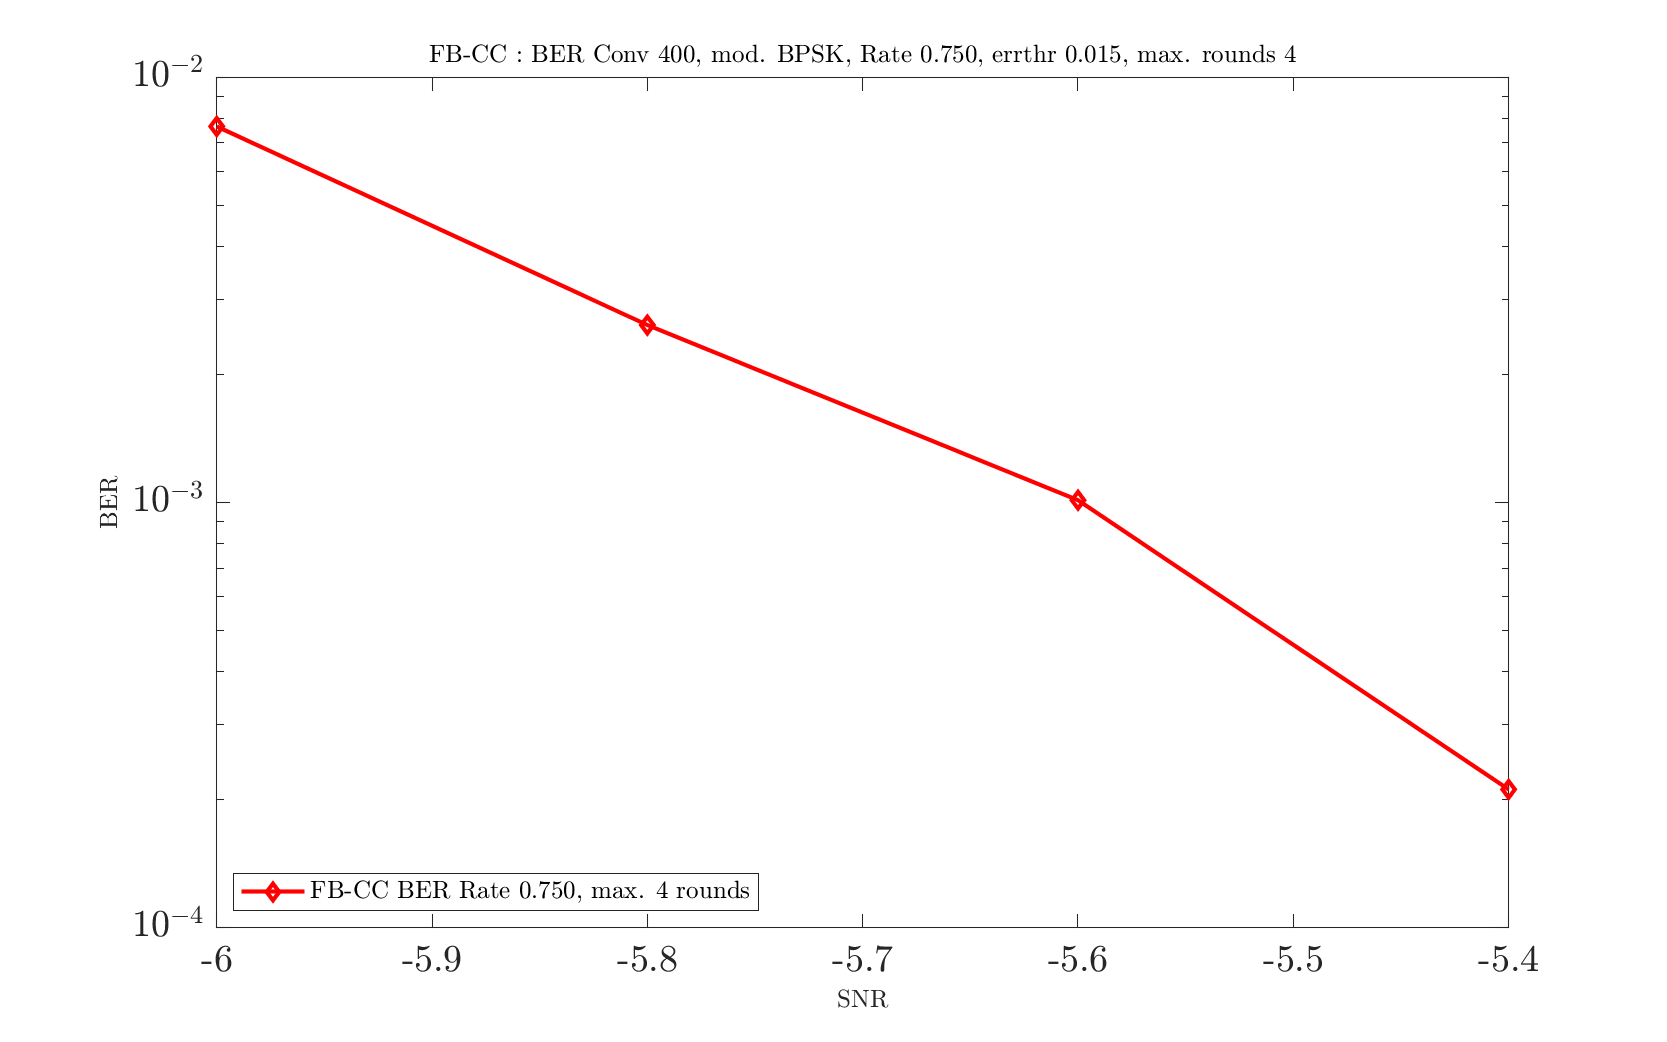 FB-CC : BER Conv 400, mod. BPSK, Rate 0.750, errthr 0.015, max. rounds 4
10⁻²
10⁻³
10⁻⁴
BER
FB-CC BER Rate 0.750, max. 4 rounds
-6 -5.9 -5.8 -5.7 -5.6 -5.5 -5.4
SNR